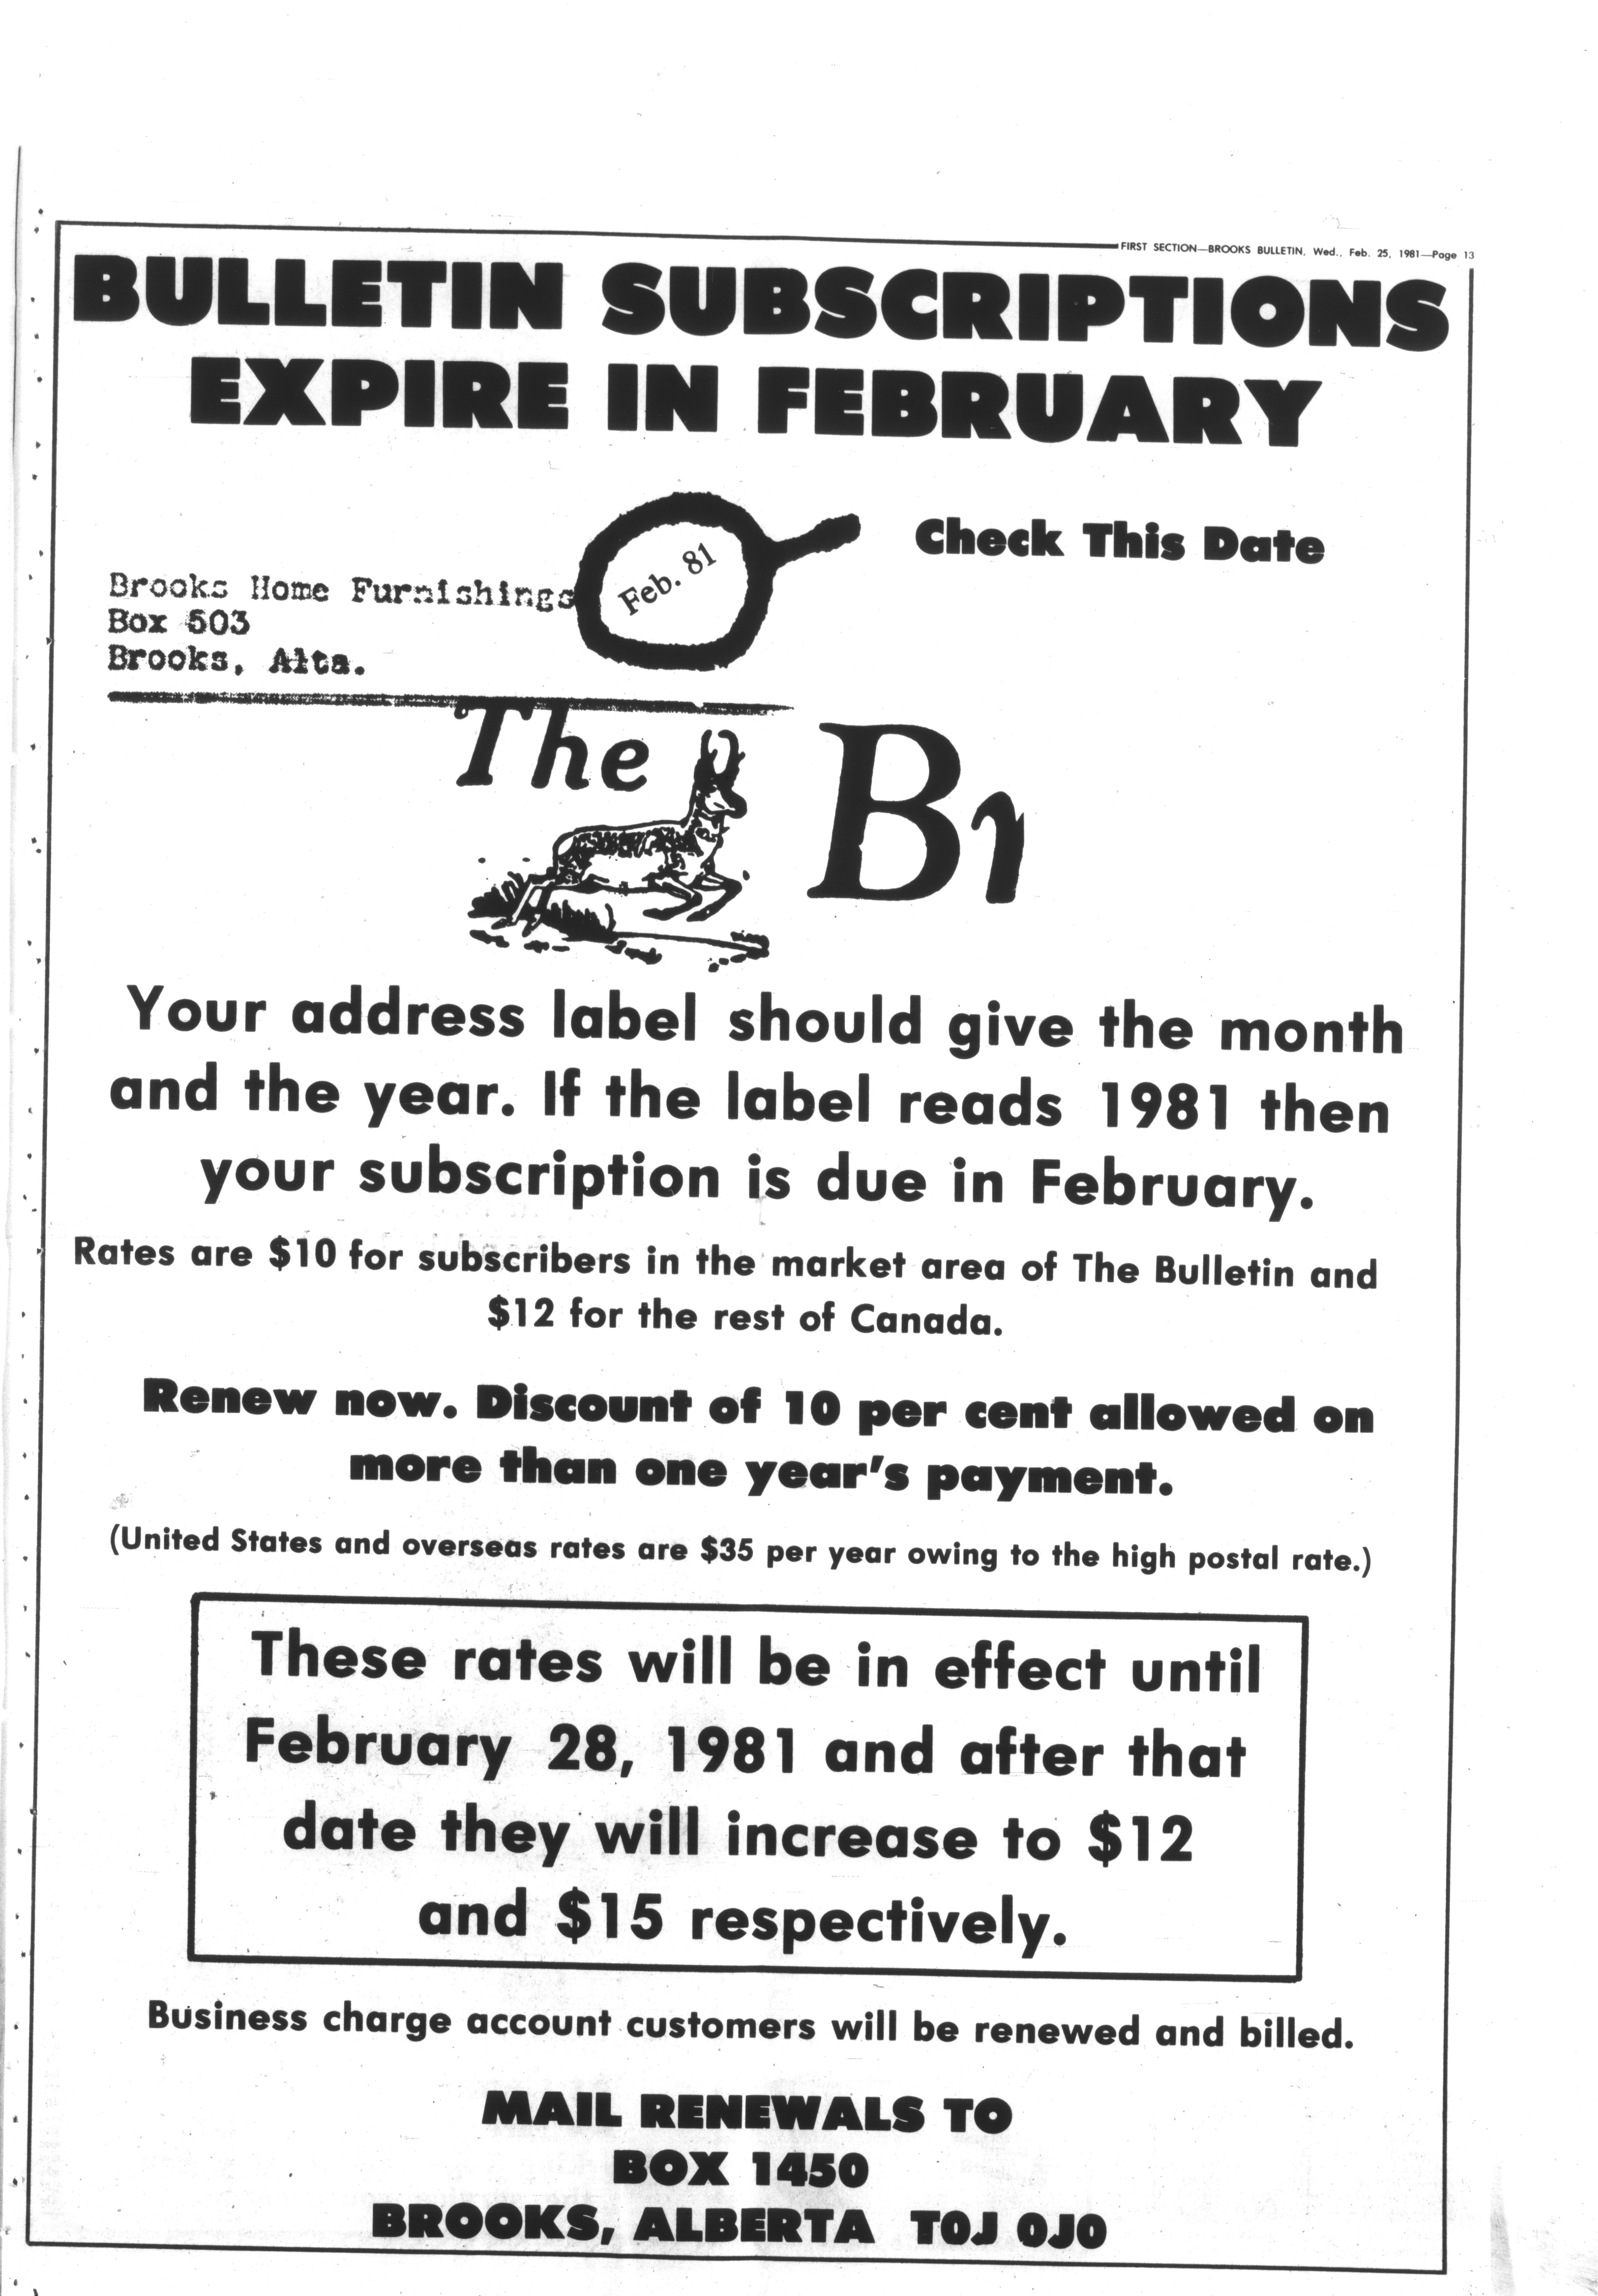 FIRST SECTION—BROOKS BULLETIN, Wed., Feb. 25, 1981—Page 13
BULLETIN SUBSCRIPTIONS
EXPIRE IN FEBRUARY
Check This Date
Feb. 81
Brooks Home Furnishings
Box 503
Brooks, Alta.
The Br
Your address label should give the month
and the year. If the label reads 1981 then
your subscription is due in February.
Rates are $10 for subscribers in the market area of The Bulletin and
$12 for the rest of Canada.
Renew now. Discount of 10 per cent allowed on
more than one year's payment.
(United States and overseas rates are $35 per year owing to the high postal rate.)
These rates will be in effect until
February 28, 1981 and after that
date they will increase to $12
and $15 respectively.
Business charge account customers will be renewed and billed.
MAIL RENEWALS TO
BOX 1450
BROOKS, ALBERTA T0J 0J0